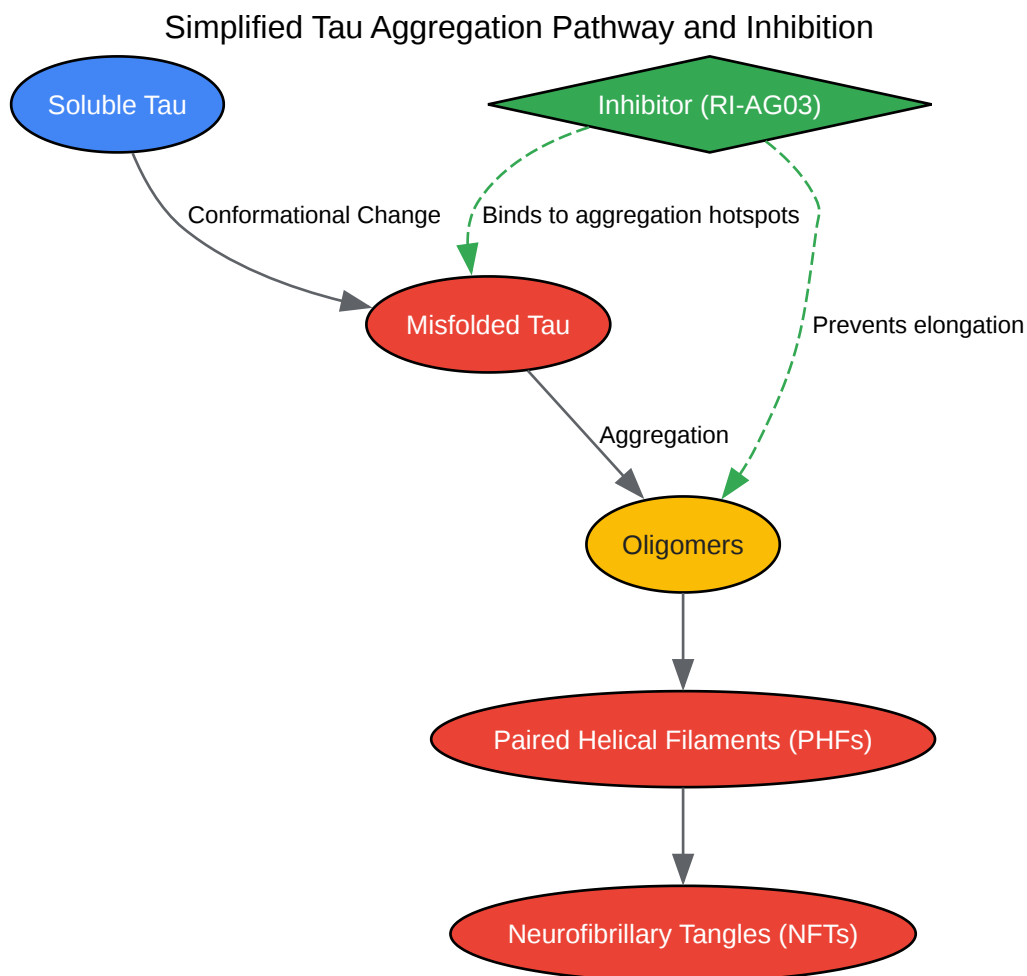 Simplified Tau Aggregation Pathway and Inhibition
Soluble Tau
Inhibitor (RI-AG03)
Conformational Change
Binds to aggregation hotspots
Misfolded Tau
Prevents elongation
Aggregation
Oligomers
Paired Helical Filaments (PHFs)
Neurofibrillary Tangles (NFTs)